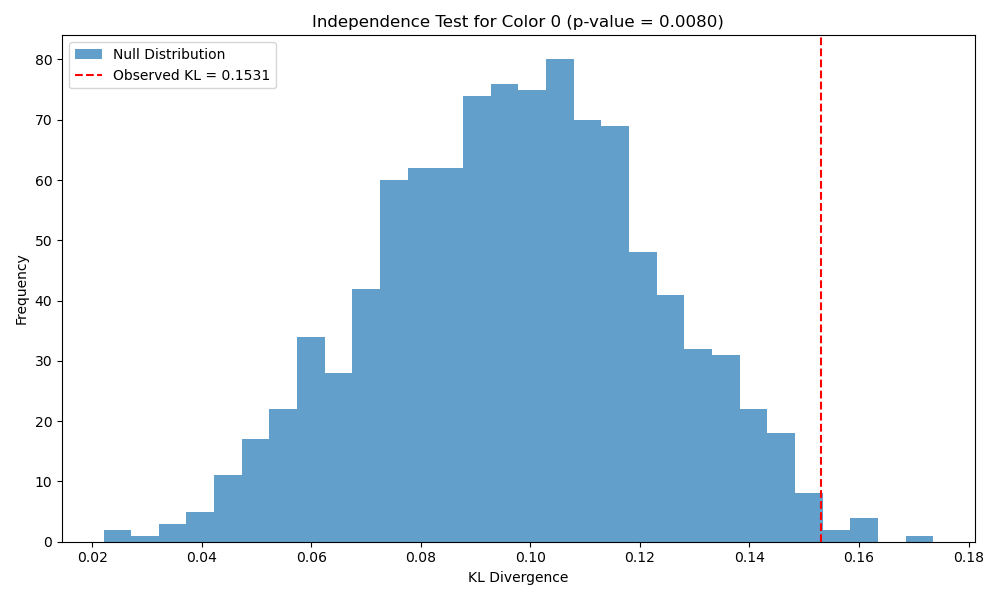 Independence Test for Color 0 (p-value = 0.0080)
Null Distribution
Observed KL = 0.1531
80
70
60
50
40
30
20
10
0
Frequency
0.02 0.04 0.06 0.08 0.10 0.12 0.14 0.16 0.18
KL Divergence